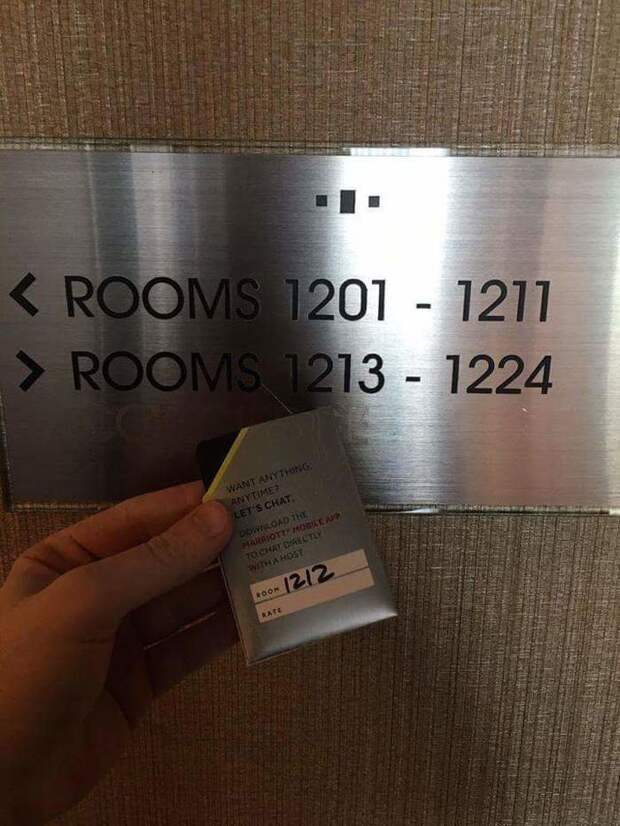 < ROOMS 1201 - 1211
> ROOMS 1213 - 1224
WANT ANYTHING,
ANYTIME?
LET'S CHAT.
DOWNLOAD THE
MARRIOTT® MOBILE APP
TO CHAT DIRECTLY
WITH A HOST.
ROOM 1212
RATE